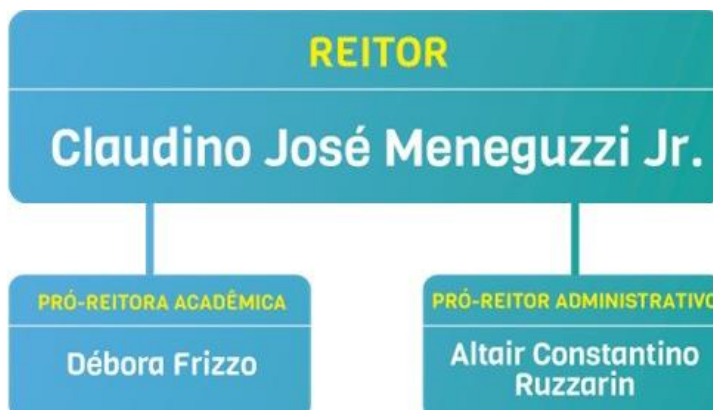 REITOR
Claudino José Meneguzzi Jr.
PRÓ-REITORA ACADÊMICA
Débora Frizzo
PRÓ-REITOR ADMINISTRATIVO
Altair Constantino
Ruzzarin